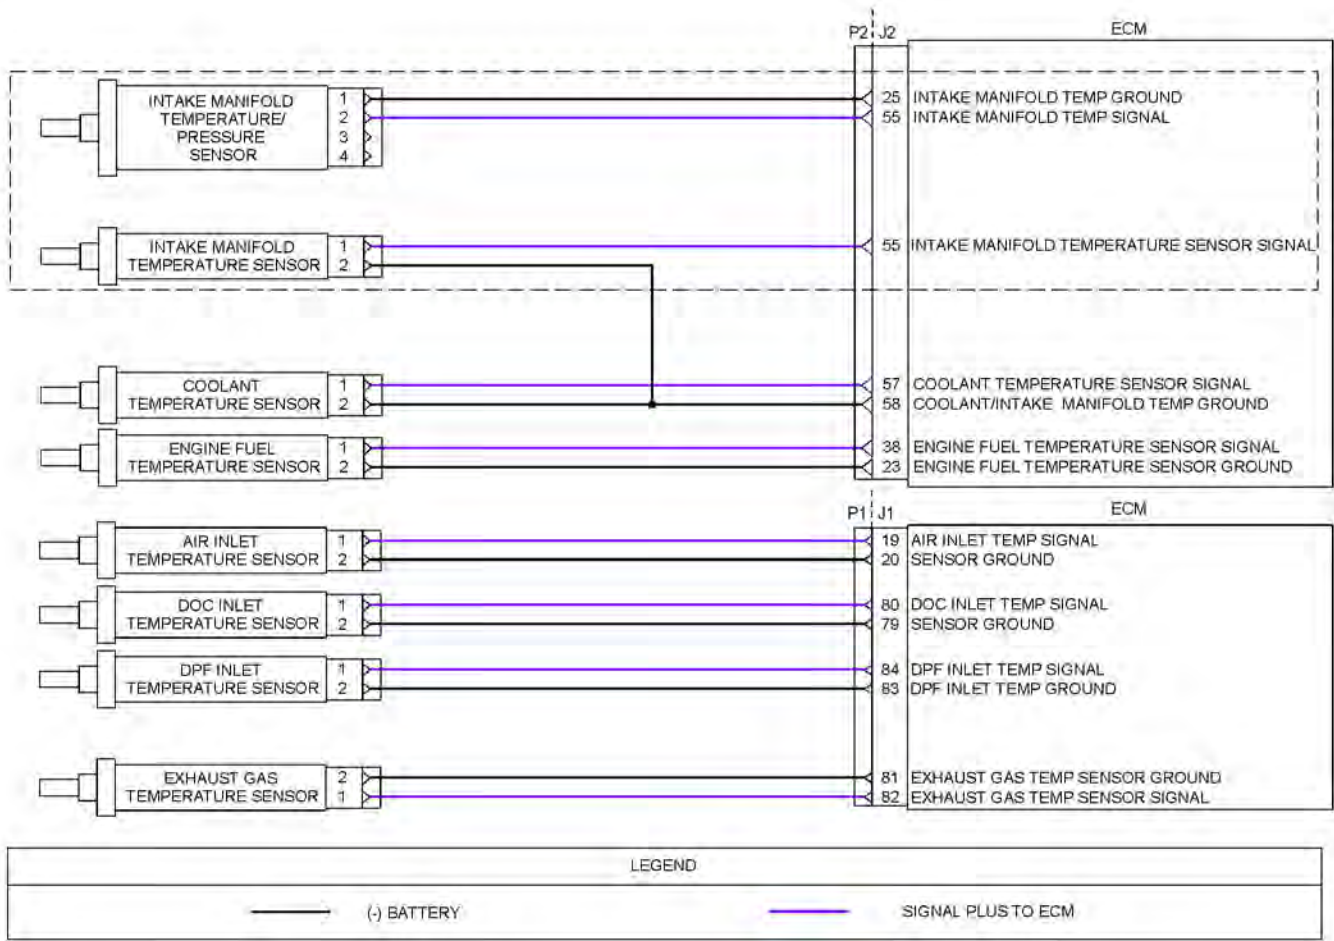 P2 J2 ECM
INTAKE MANIFOLD
TEMPERATURE/
PRESSURE
SENSOR
1
2
3
4
25 INTAKE MANIFOLD TEMP GROUND
55 INTAKE MANIFOLD TEMP SIGNAL
INTAKE MANIFOLD
TEMPERATURE SENSOR
1
2
55 INTAKE MANIFOLD TEMPERATURE SENSOR SIGNAL
COOLANT
TEMPERATURE SENSOR
1
2
57 COOLANT TEMPERATURE SENSOR SIGNAL
58 COOLANT/INTAKE MANIFOLD TEMP GROUND
ENGINE FUEL
TEMPERATURE SENSOR
1
2
38 ENGINE FUEL TEMPERATURE SENSOR SIGNAL
23 ENGINE FUEL TEMPERATURE SENSOR GROUND
P1 J1 ECM
AIR INLET
TEMPERATURE SENSOR
1
2
19 AIR INLET TEMP SIGNAL
20 SENSOR GROUND
DOC INLET
TEMPERATURE SENSOR
1
2
80 DOC INLET TEMP SIGNAL
79 SENSOR GROUND
DPF INLET
TEMPERATURE SENSOR
1
2
84 DPF INLET TEMP SIGNAL
83 DPF INLET TEMP GROUND
EXHAUST GAS
TEMPERATURE SENSOR
2
1
81 EXHAUST GAS TEMP SENSOR GROUND
82 EXHAUST GAS TEMP SENSOR SIGNAL
LEGEND
(-) BATTERY
SIGNAL PLUS TO ECM